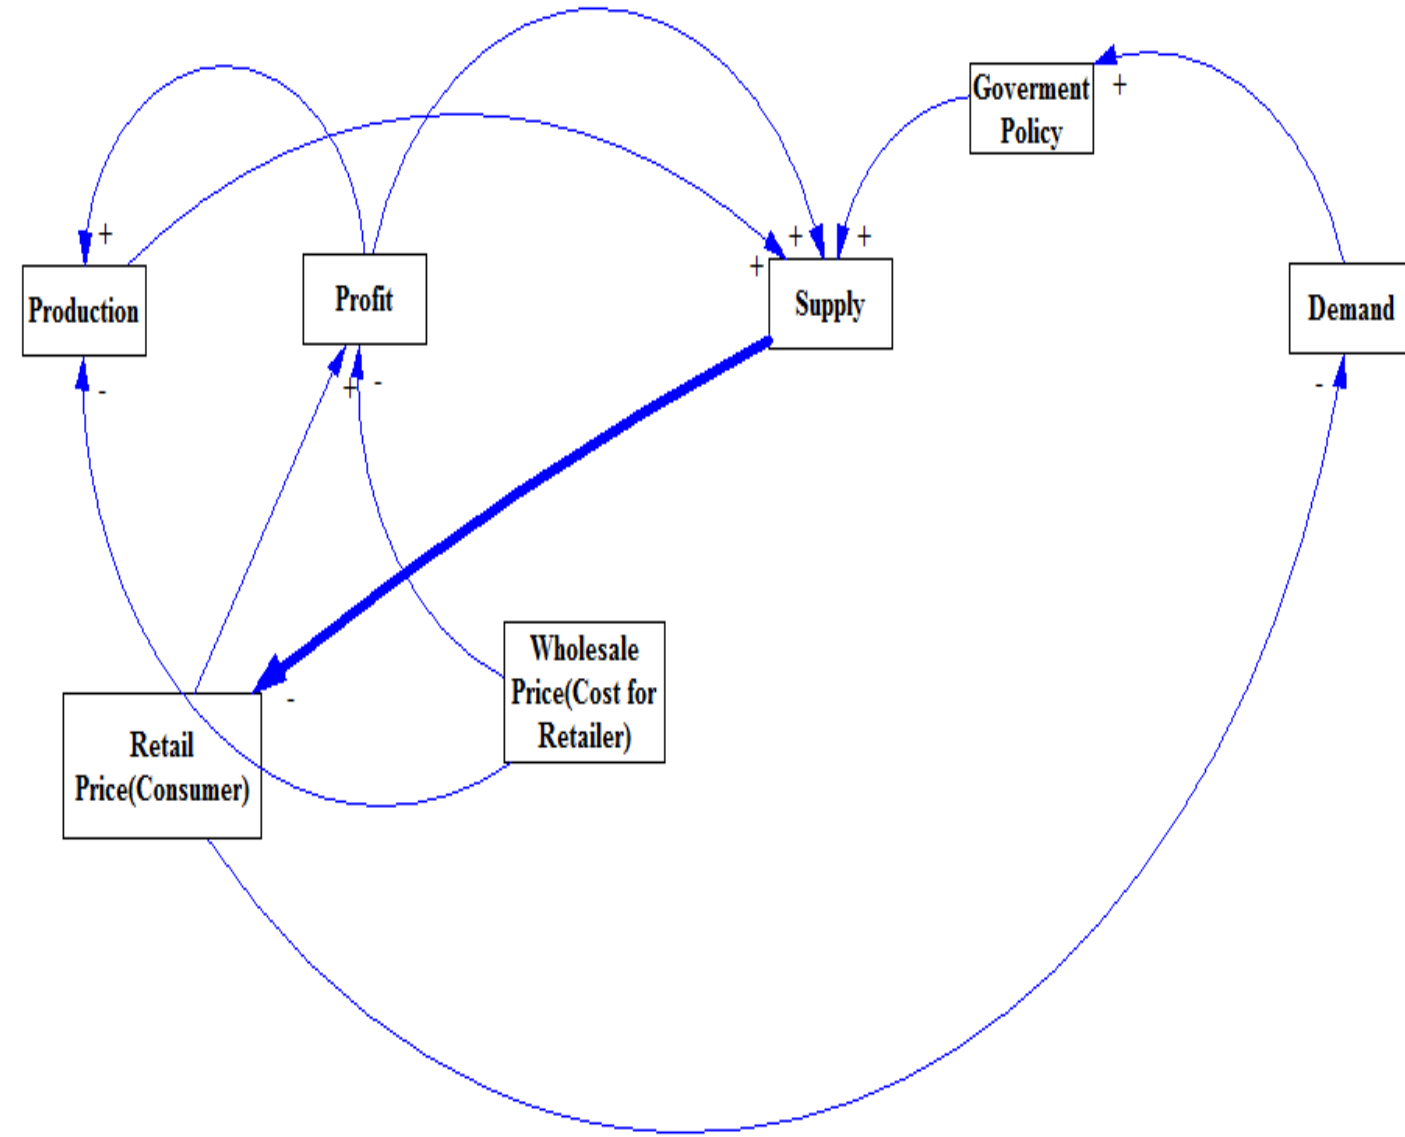 Goverment
Policy
+
+
+
+
+
Production
Profit
Supply
Demand
-
+
-
-
Wholesale
Price(Cost for
Retailer)
-
Retail
Price(Consumer)